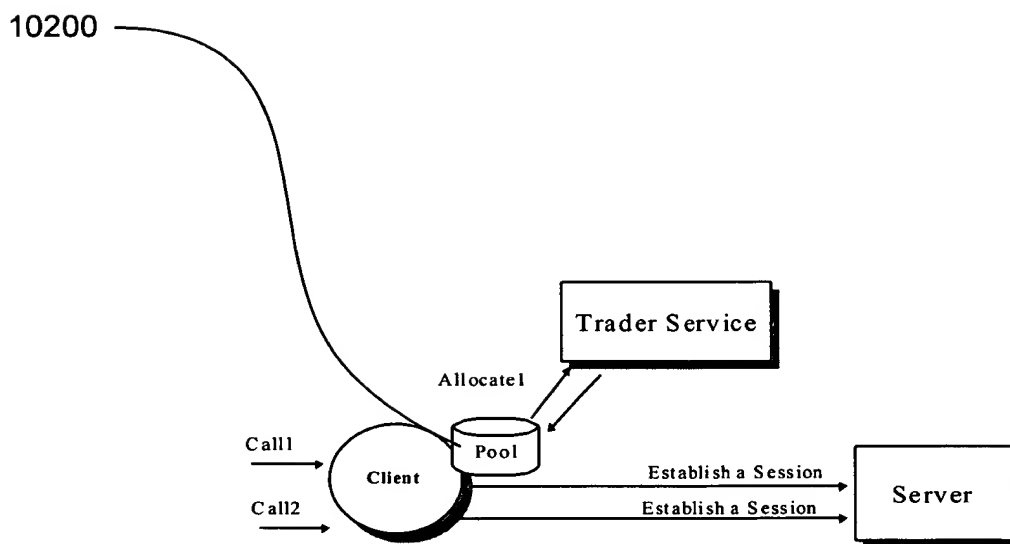 10200
Trader Service
Allocate1
Call1
Pool
Client
Establish a Session
Server
Call2
Establish a Session